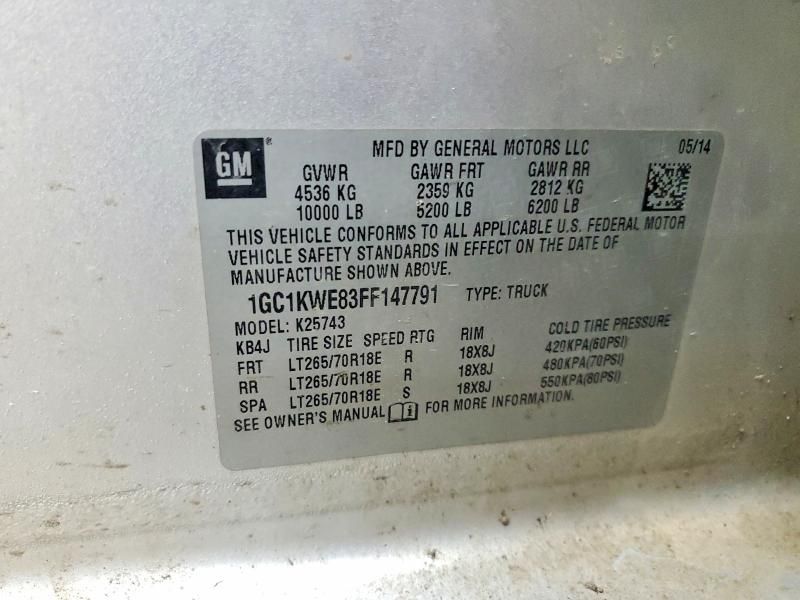 GM®
MFD BY GENERAL MOTORS LLC 05/14
GVWR GAWR FRT GAWR RR
4536 KG 2359 KG 2812 KG
10000 LB 5200 LB 6200 LB
THIS VEHICLE CONFORMS TO ALL APPLICABLE U.S. FEDERAL MOTOR
VEHICLE SAFETY STANDARDS IN EFFECT ON THE DATE OF
MANUFACTURE SHOWN ABOVE.
1GC1KWE83FF147791 TYPE: TRUCK
MODEL: K25743
KB4J TIRE SIZE SPEED RTG RIM COLD TIRE PRESSURE
FRT LT265/70R18E R 18X8J 420KPA(60PSI)
RR LT265/70R18E R 18X8J 480KPA(70PSI)
SPA LT265/70R18E S 18X8J 550KPA(80PSI)
SEE OWNER'S MANUAL FOR MORE INFORMATION.